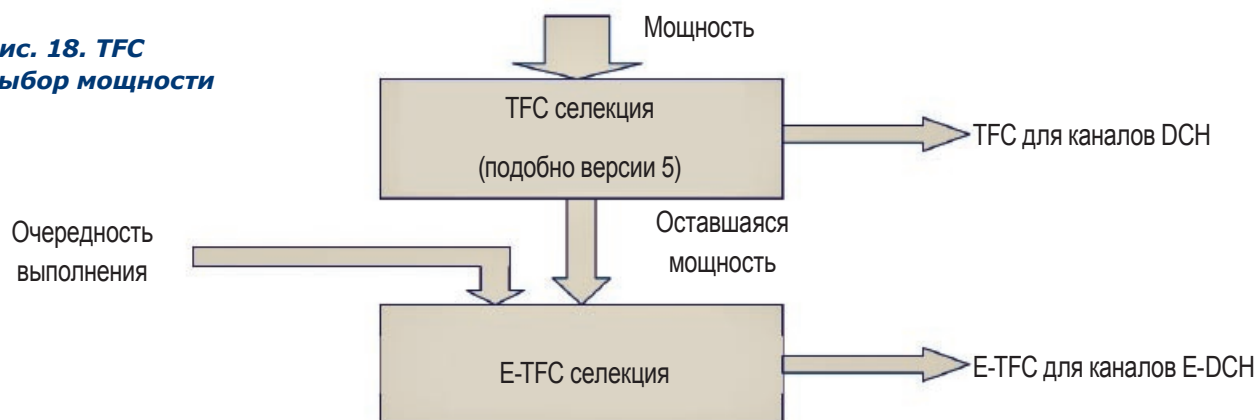 ис. 18. TFC
ыбор мощности
Мощность
TFC селекция
(подобно версии 5)
TFC для каналов DCH
Очередность
выполнения
Оставшаяся
мощность
E-TFC селекция
E-TFC для каналов E-DCH